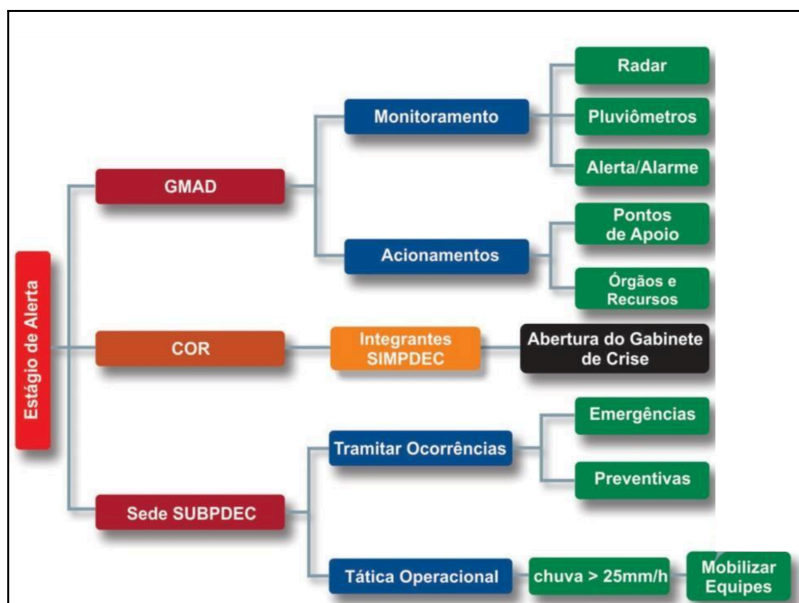 Estágio de Alerta
GMAD
Monitoramento
Radar
Pluviômetros
Alerta/Alarme
Acionamentos
Pontos
de Apoio
Órgãos e
Recursos
COR
Integrantes
SIMPDEC
Abertura do Gabinete
de Crise
Sede SUBPDEC
Tramitar Ocorrências
Emergências
Preventivas
Tática Operacional
chuva > 25mm/h
Mobilizar
Equipes